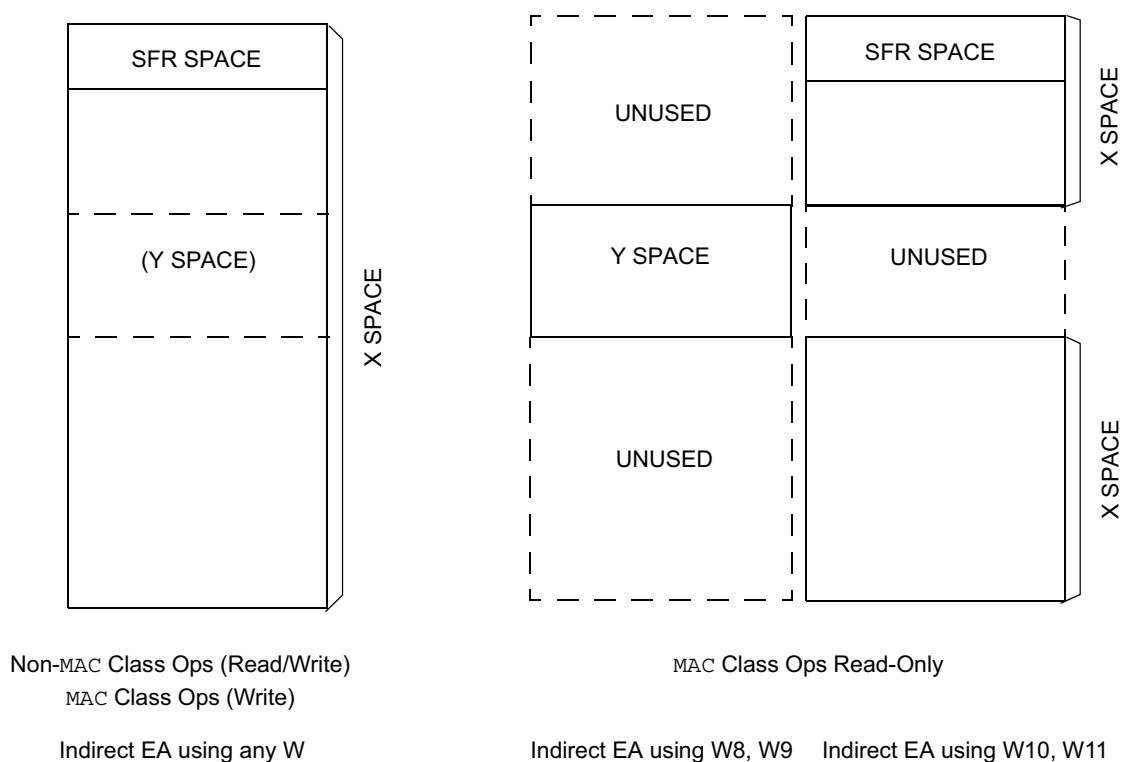 SFR SPACE
(Y SPACE)
X SPACE
Non-MAC Class Ops (Read/Write)
MAC Class Ops (Write)
Indirect EA using any W
UNUSED
SFR SPACE
X SPACE
Y SPACE
UNUSED
UNUSED
X SPACE
MAC Class Ops Read-Only
Indirect EA using W8, W9
Indirect EA using W10, W11